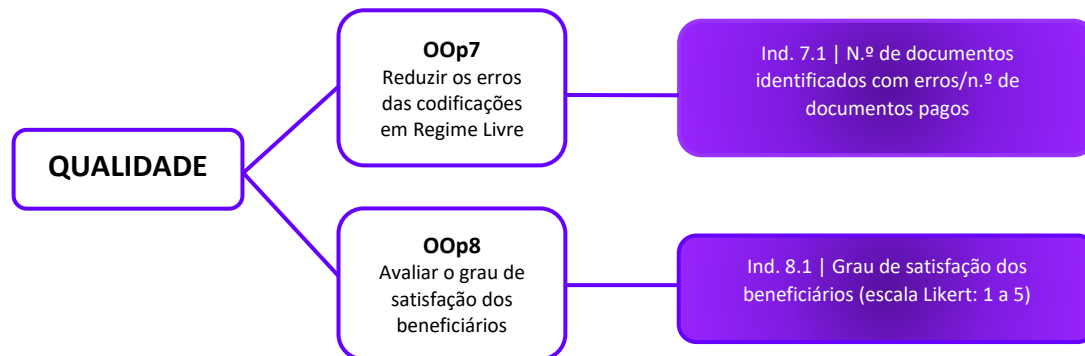 QUALIDADE
OOp7
Reduzir os erros
das codificações
em Regime Livre
Ind. 7.1 | N.º de documentos
identificados com erros/n.º de
documentos pagos
OOp8
Avaliar o grau de
satisfação dos
beneficiários
Ind. 8.1 | Grau de satisfação dos
beneficiários (escala Likert: 1 a 5)